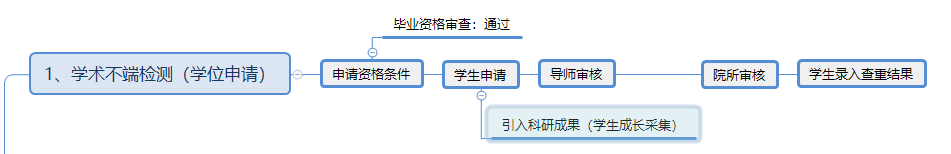 毕业资格审查：通过
1、学术不端检测（学位申请）
申请资格条件
学生申请
导师审核
院所审核
学生录入查重结果
引入科研成果（学生成长采集）